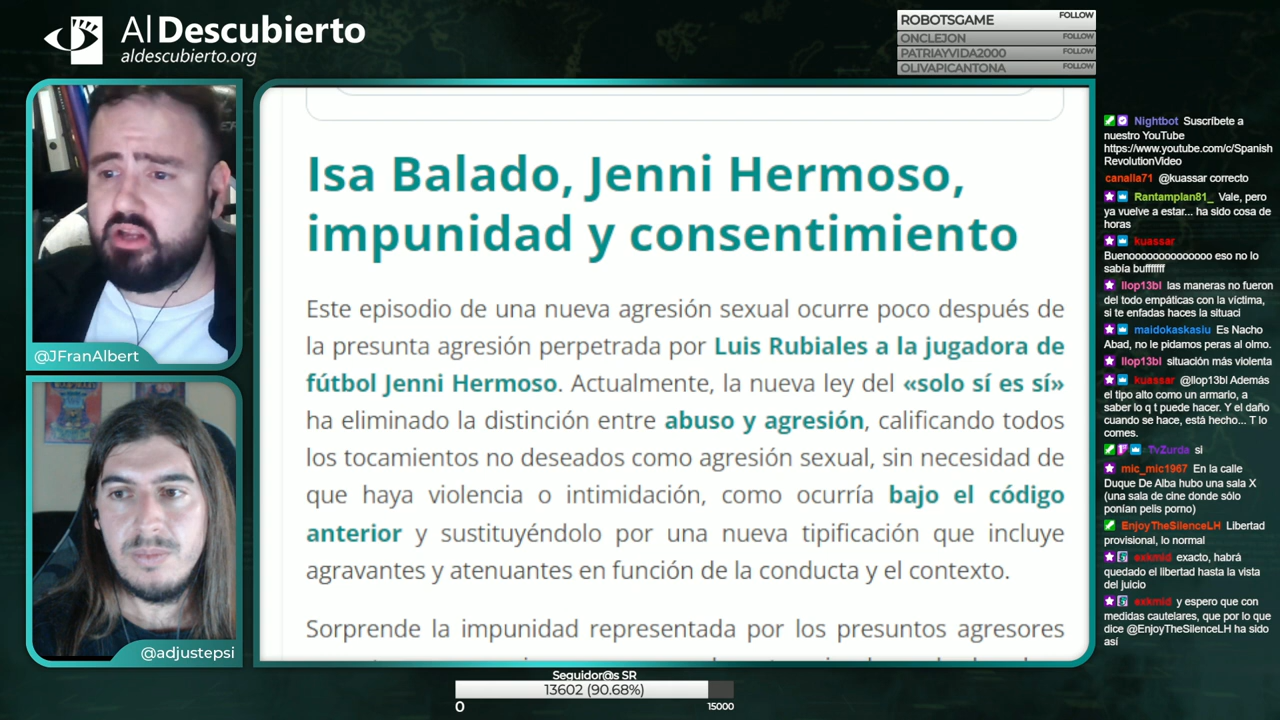 Al Descubierto
aldescubierto.org
ROBOTSGAME FOLLOW
ONCLEJON FOLLOW
PATRIAYVIDA2000 FOLLOW
OLIVAPICANTONA FOLLOW
@JFranAlbert
@adjustepsi
Isa Balado, Jenni Hermoso,
impunidad y consentimiento
Este episodio de una nueva agresión sexual ocurre poco después de
la presunta agresión perpetrada por Luis Rubiales a la jugadora de
fútbol Jenni Hermoso. Actualmente, la nueva ley del «solo sí es sí»
ha eliminado la distinción entre abuso y agresión, calificando todos
los tocamientos no deseados como agresión sexual, sin necesidad de
que haya violencia o intimidación, como ocurría bajo el código
anterior y sustituyéndolo por una nueva tipificación que incluye
agravantes y atenuantes en función de la conducta y el contexto.
Sorprende la impunidad representada por los presuntos agresores
Nightbot Suscríbete a
nuestro YouTube
https://www.youtube.com/c/Spanish
RevolutionVideo
canalla71 @kuassar correcto
Rantamplan81_ Vale, pero
ya vuelve a estar... ha sido cosa de
horas
kuassar
Buenooooooooooooo eso no lo
sabía bufffffff
llop13bl las maneras no fueron
del todo empáticas con la víctima,
si te enfadas haces la situaci
maidokaskasiu Es Nacho
Abad, no le pidamos peras al olmo.
llop13bl situación más violenta
kuassar @llop13bl Además
el tipo alto como un armario, a
saber lo q t puede hacer. Y el daño
cuando se hace, está hecho... T lo
comes.
TvZurda si
mic_mic1967 En la calle
Duque De Alba hubo una sala X
(una sala de cine donde sólo
ponían pelis porno)
EnjoyTheSilenceLH Libertad
provisional, lo normal
exkmid exacto, habrá
quedado el libertad hasta la vista
del juicio
exkmid y espero que con
medidas cautelares, que por lo que
dice @EnjoyTheSilenceLH ha sido
así
Seguidor@s SR
13602 (90.68%)
0 15000